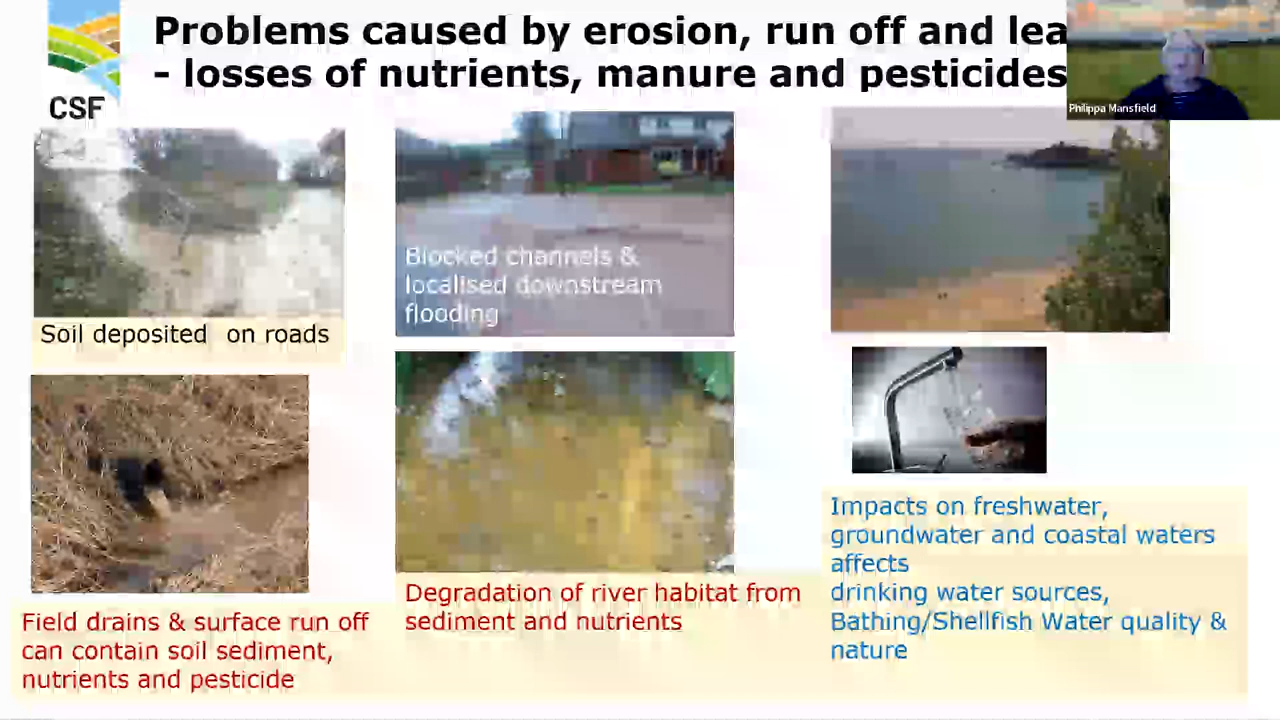 Problems caused by erosion, run off and lea
- losses of nutrients, manure and pesticides
CSF
Philippa Mansfield
Soil deposited on roads
Blocked channels &
localised downstream
flooding
Field drains & surface run off
can contain soil sediment,
nutrients and pesticide
Degradation of river habitat from
sediment and nutrients
Impacts on freshwater,
groundwater and coastal waters
affects
drinking water sources,
Bathing/Shellfish Water quality &
nature